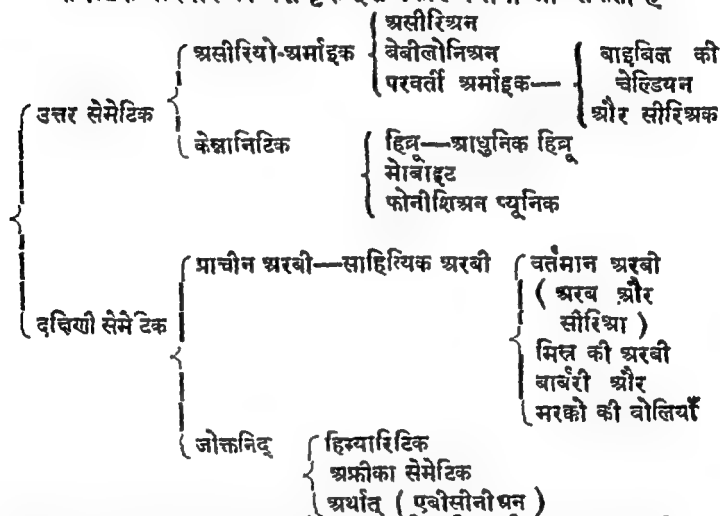 असीरिअन
असीरियो-अर्माइक
बेबीलोनिअन
परवर्ती अर्माइक—
बाइबिल की
चेल्डियन
और सीरिअक
उत्तर सेमेटिक
केन्नानिटिक
हिब्रू—आधुनिक हिब्रू
मोबाइट
फोनीशिअन प्यूनिक
प्राचीन अरबी—साहित्यिक अरबी
वर्तमान अरबी
( अरब और
सीरिआ )
दक्षिणी सेमेटिक
मिस्र की अरबी
बार्बरी और
मरक्को की बोलियाँ
जोक्तनिद्
हिम्यारिटिक
अफ्रीका सेमेटिक
अर्थात् ( एबीसीनीअन )